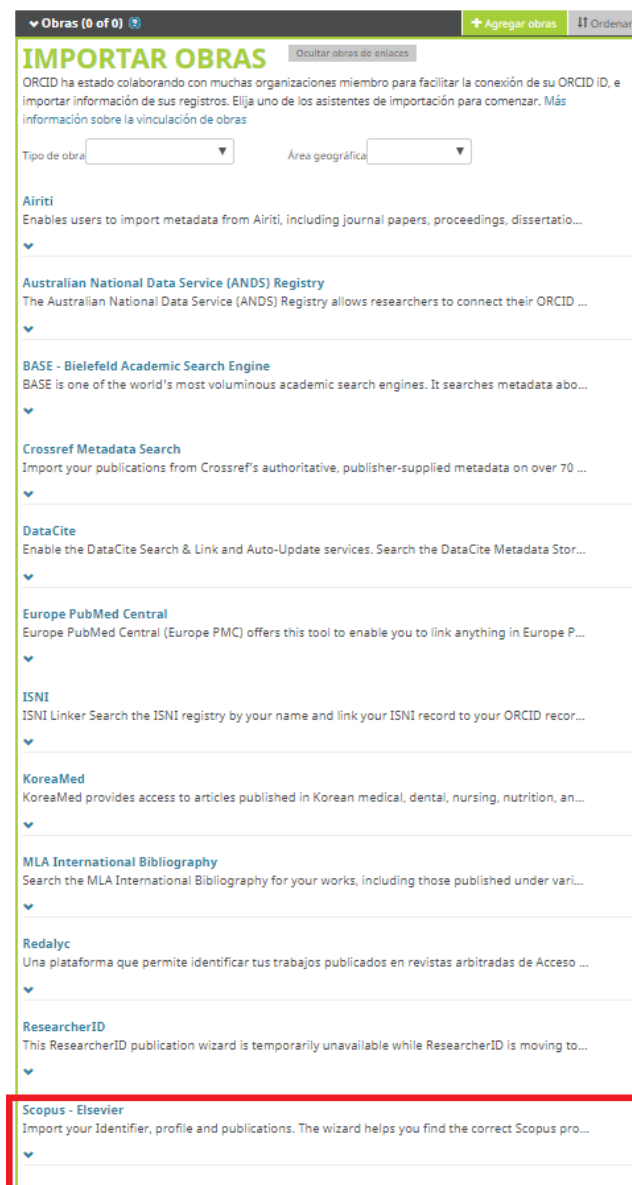 Obras (0 of 0) ?
Agregar obras
Ordenar
IMPORTAR OBRAS
Ocultar obras de enlaces
ORCID ha estado colaborando con muchas organizaciones miembro para facilitar la conexión de su ORCID iD, e
importar información de sus registros. Elija uno de los asistentes de importación para comenzar. Más
información sobre la vinculación de obras
Tipo de obra
Área geográfica
Airiti
Enables users to import metadata from Airiti, including journal papers, proceedings, dissertatio...
Australian National Data Service (ANDS) Registry
The Australian National Data Service (ANDS) Registry allows researchers to connect their ORCID ...
BASE - Bielefeld Academic Search Engine
BASE is one of the world's most voluminous academic search engines. It searches metadata abo...
Crossref Metadata Search
Import your publications from Crossref's authoritative, publisher-supplied metadata on over 70 ...
DataCite
Enable the DataCite Search & Link and Auto-Update services. Search the DataCite Metadata Stor...
Europe PubMed Central
Europe PubMed Central (Europe PMC) offers this tool to enable you to link anything in Europe P...
ISNI
ISNI Linker Search the ISNI registry by your name and link your ISNI record to your ORCID recor...
KoreaMed
KoreaMed provides access to articles published in Korean medical, dental, nursing, nutrition, an...
MLA International Bibliography
Search the MLA International Bibliography for your works, including those published under vari...
Redalyc
Una plataforma que permite identificar tus trabajos publicados en revistas arbitradas de Acceso ...
ResearcherID
This ResearcherID publication wizard is temporarily unavailable while ResearcherID is moving to...
Scopus - Elsevier
Import your Identifier, profile and publications. The wizard helps you find the correct Scopus pro...